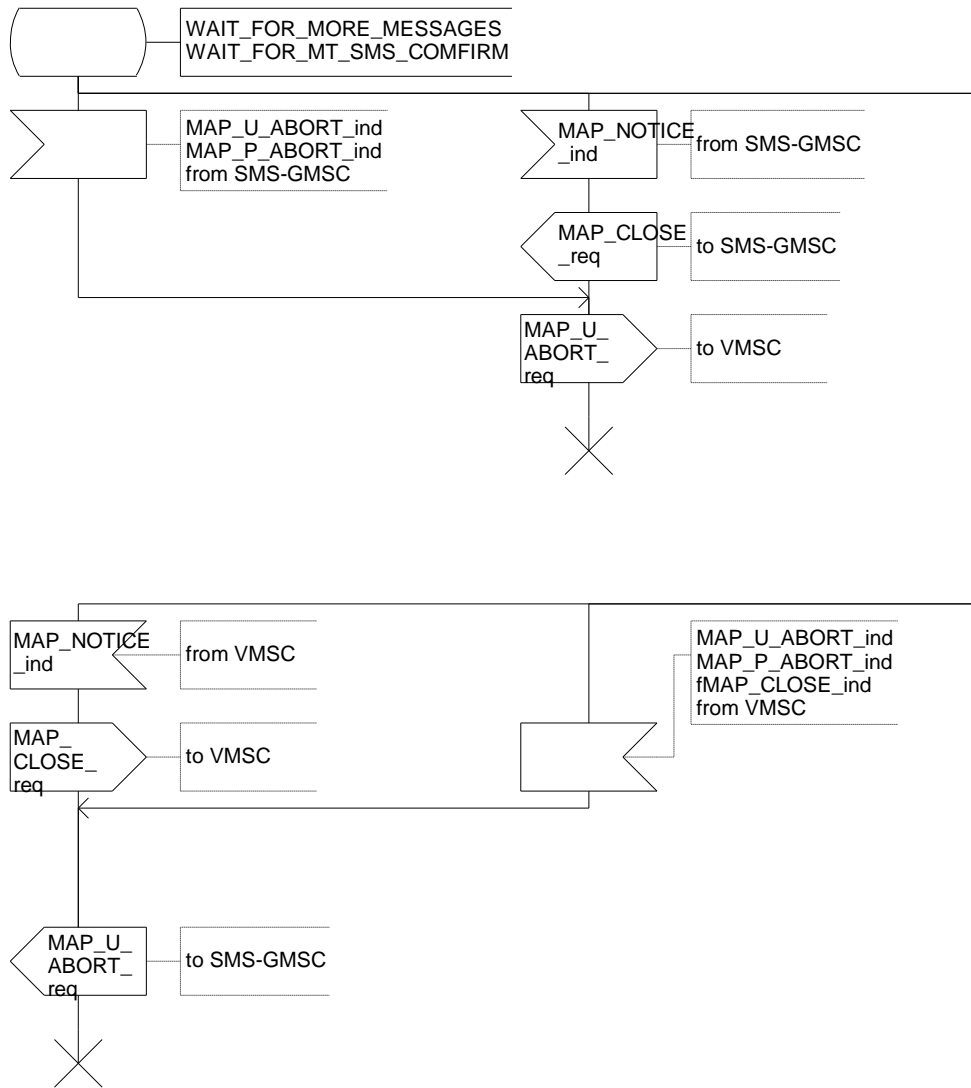 WAIT_FOR_MORE_MESSAGES
WAIT_FOR_MT_SMS_COMFIRM
MAP_U_ABORT_ind
MAP_P_ABORT_ind
from SMS-GMSC
MAP_NOTICE
_ind
from SMS-GMSC
MAP_CLOSE
_req
to SMS-GMSC
MAP_U_
ABORT_
req
to VMSC
MAP_NOTICE
_ind
from VMSC
MAP_U_ABORT_ind
MAP_P_ABORT_ind
fMAP_CLOSE_ind
from VMSC
MAP_
CLOSE_
req
to VMSC
MAP_U_
ABORT_
req
to SMS-GMSC